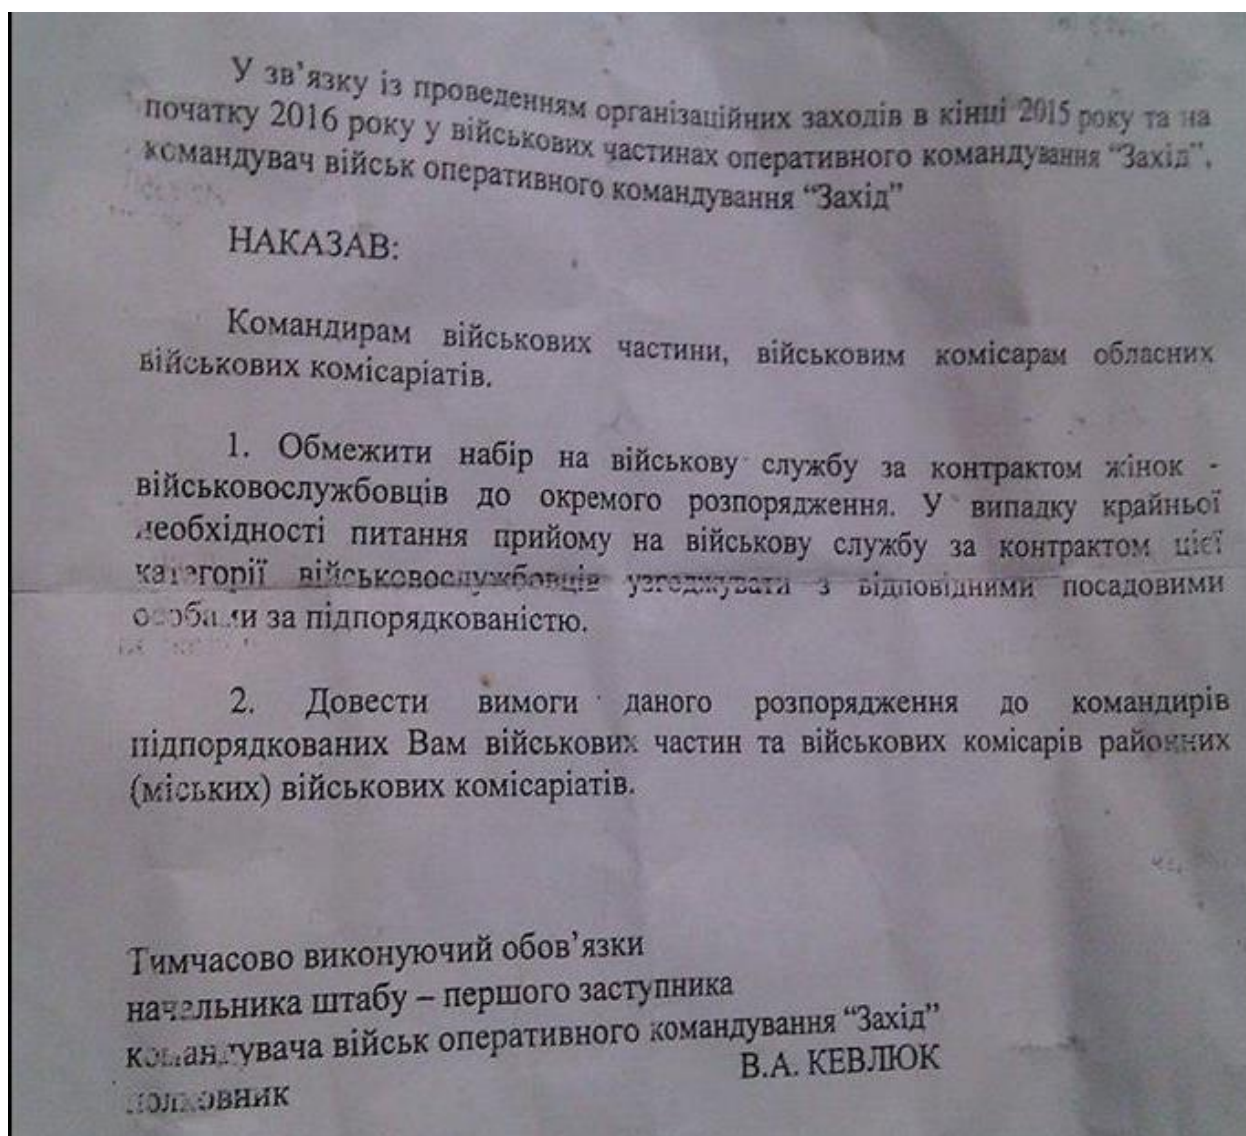 У зв’язку із проведенням організаційних заходів в кінці 2015 року та на
початку 2016 року у військових частинах оперативного командування “Захід”,
командувач військ оперативного командування “Захід”
НАКАЗАВ:
Командирам військових частини, військовим комісарам обласних
військових комісаріатів.
1. Обмежити набір на військову службу за контрактом жінок -
військовослужбовців до окремого розпорядження. У випадку крайньої
необхідності питання прийому на військову службу за контрактом цієї
категорії військовослужбовців узгоджувати з відповідними посадовими
особами за підпорядкованістю.
2. Довести вимоги даного розпорядження до командирів
підпорядкованих Вам військових частин та військових комісарів районних
(міських) військових комісаріатів.
Тимчасово виконуючий обов’язки
начальника штабу – першого заступника
командувача військ оперативного командування “Захід”
полковник В.А. КЕВЛЮК